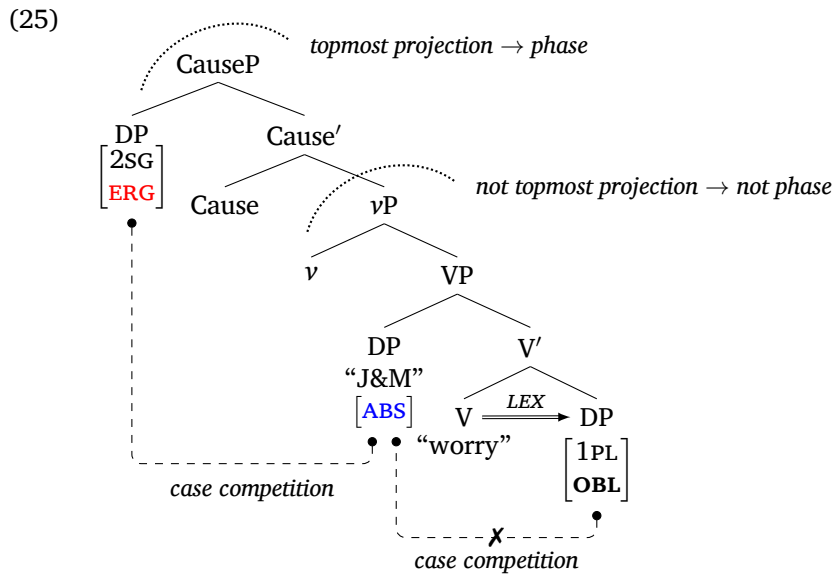 (25)
topmost projection → phase
CauseP
DP
[2SG
ERG]
Cause′
not topmost projection → not phase
Cause
vP
v
VP
DP
“J&M”
[ABS]
V′
V
LEX
DP
“worry”
[1PL
OBL]
case competition
✗
case competition